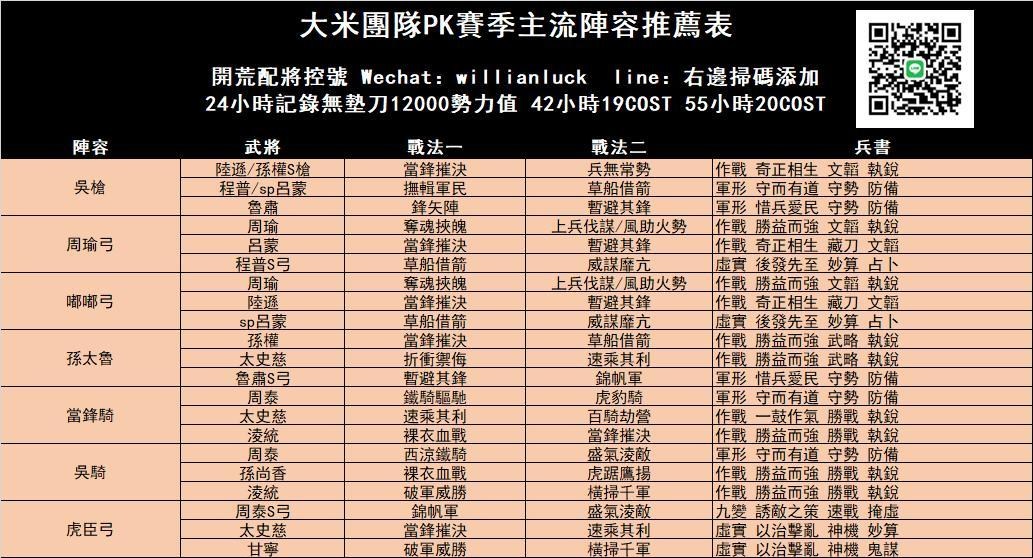 大米團隊PK賽季主流陣容推薦表
開荒配將控號 Wechat: willianluck line: 右邊掃碼添加
24小時記錄無墊刀12000勢力值 42小時19COST 55小時20COST
陣容 武將 戰法一 戰法二 兵書
吳槍
陸遜/孫權S槍 當鋒摧決 兵無常勢 作戰 奇正相生 文韜 執銳
程普/sp呂蒙 撫輯軍民 草船借箭 軍形 守而有道 守勢 防備
魯肅 鋒矢陣 暫避其鋒 軍形 惜兵愛民 守勢 防備
周瑜弓
周瑜 奪魂挾魄 上兵伐謀/風助火勢 作戰 勝益而強 文韜 執銳
呂蒙 當鋒摧決 暫避其鋒 作戰 奇正相生 藏刀 文韜
程普S弓 草船借箭 威謀靡亢 虛實 後發先至 妙算 占卜
嘟嘟弓
周瑜 奪魂挾魄 上兵伐謀/風助火勢 作戰 勝益而強 文韜 執銳
陸遜 當鋒摧決 暫避其鋒 作戰 奇正相生 藏刀 文韜
sp呂蒙 草船借箭 威謀靡亢 虛實 後發先至 妙算 占卜
孫太魯
孫權 當鋒摧決 草船借箭 作戰 勝益而強 武略 執銳
太史慈 折衝禦侮 速乘其利 作戰 勝益而強 武略 執銳
魯肅S弓 暫避其鋒 錦帆軍 軍形 惜兵愛民 守勢 防備
當鋒騎
周泰 鐵騎驅馳 虎豹騎 軍形 守而有道 守勢 防備
太史慈 速乘其利 百騎劫營 作戰 一鼓作氣 勝戰 執銳
淩統 裸衣血戰 當鋒摧決 作戰 勝益而強 勝戰 執銳
吳騎
周泰 西涼鐵騎 盛氣淩敵 軍形 守而有道 守勢 防備
孫尚香 裸衣血戰 虎踞鷹揚 作戰 勝益而強 勝戰 執銳
淩統 破軍威勝 橫掃千軍 作戰 勝益而強 勝戰 執銳
虎臣弓
周泰S弓 錦帆軍 盛氣淩敵 九變 誘敵之策 速戰 掩虛
太史慈 當鋒摧決 速乘其利 虛實 以治擊亂 神機 妙算
甘寧 破軍威勝 橫掃千軍 虛實 以治擊亂 神機 鬼謀